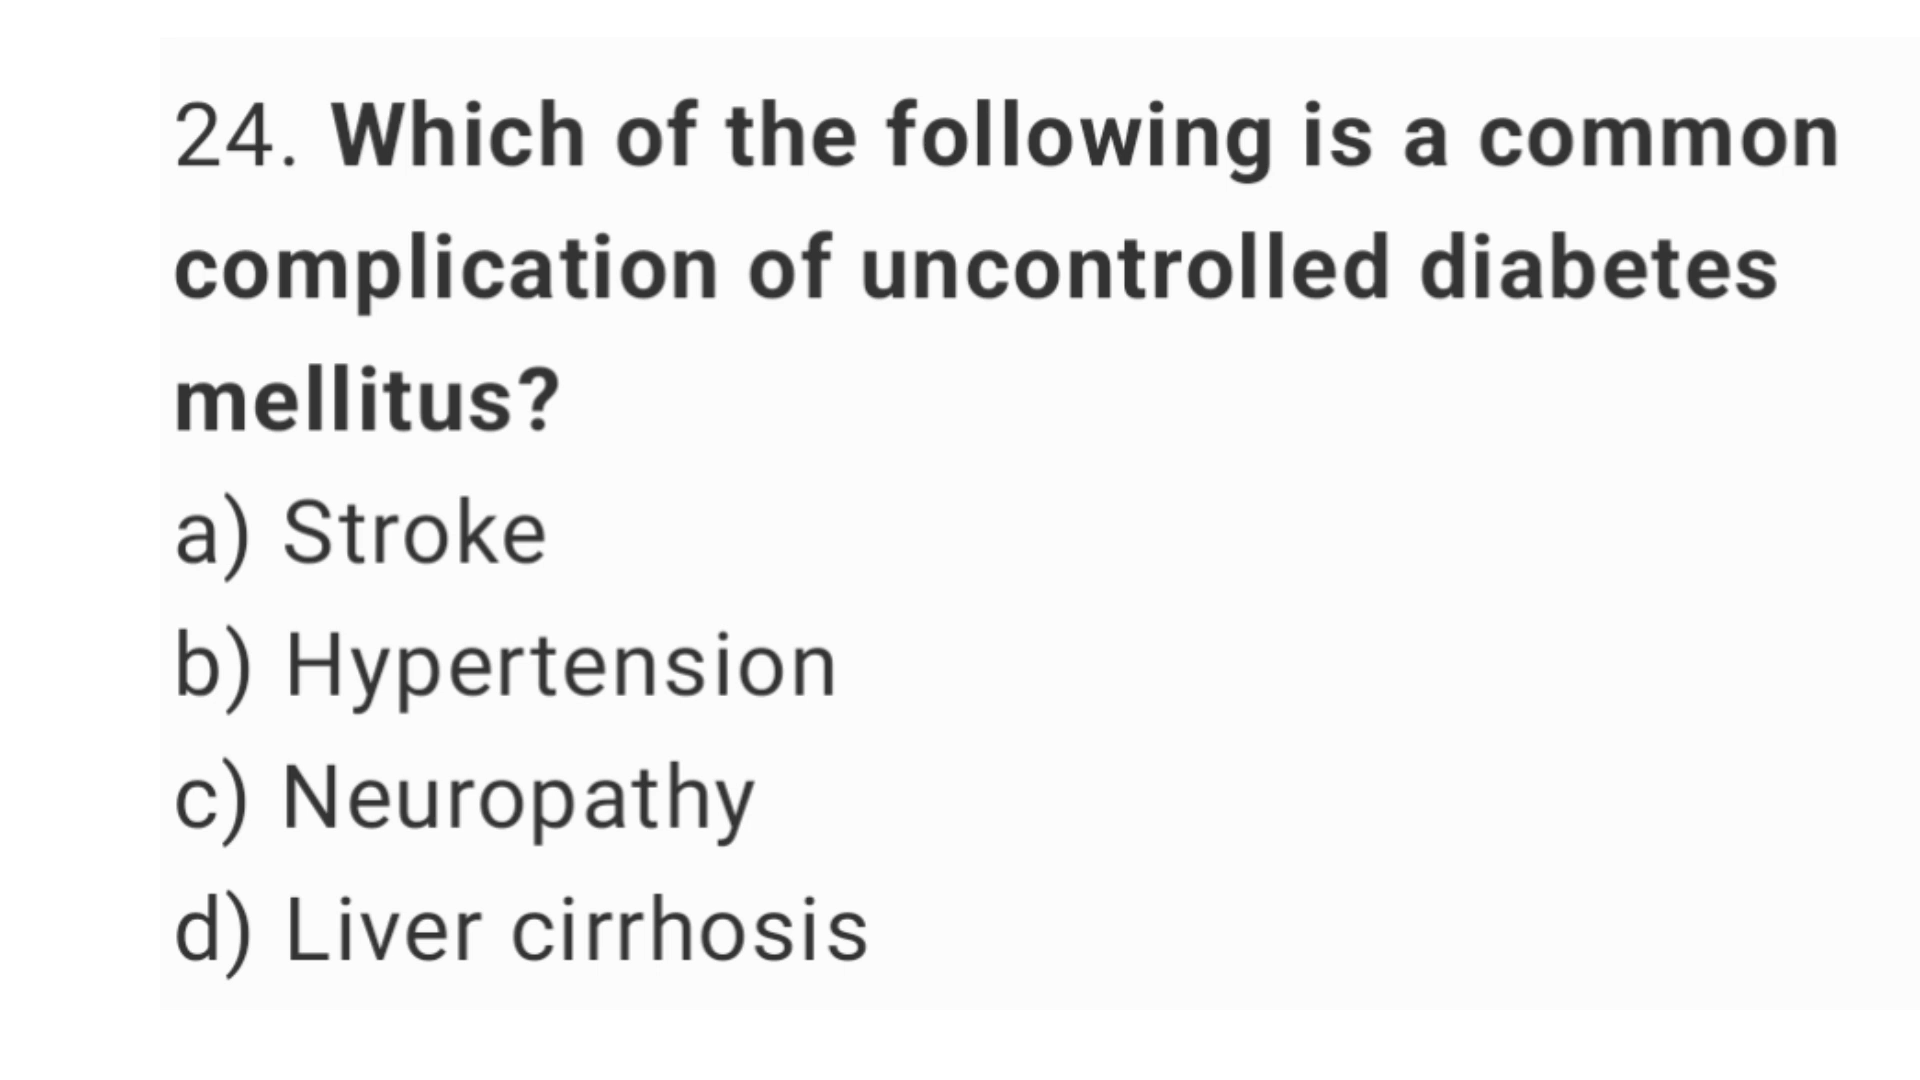 24. Which of the following is a common
complication of uncontrolled diabetes
mellitus?
a) Stroke
b) Hypertension
c) Neuropathy
d) Liver cirrhosis